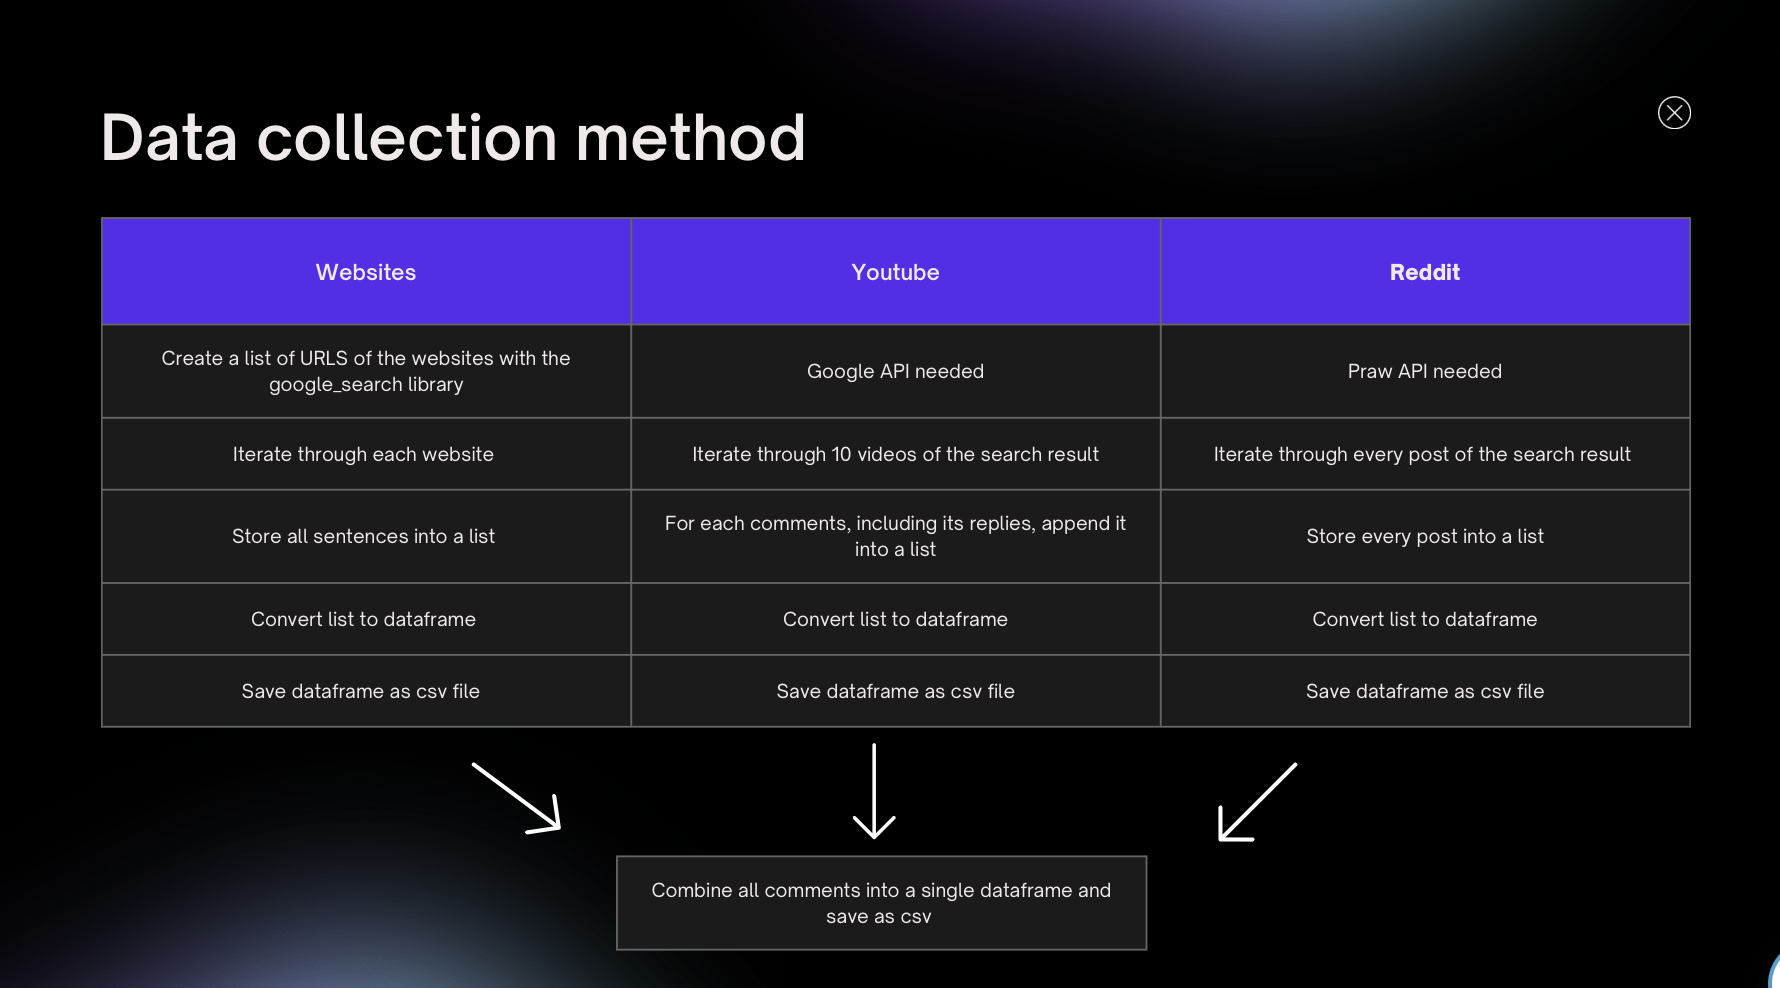 Data collection method
Websites
Youtube
Reddit
Create a list of URLS of the websites with the
google_search library
Google API needed
Praw API needed
Iterate through each website
Iterate through 10 videos of the search result
Iterate through every post of the search result
Store all sentences into a list
For each comments, including its replies, append it
into a list
Store every post into a list
Convert list to dataframe
Convert list to dataframe
Convert list to dataframe
Save dataframe as csv file
Save dataframe as csv file
Save dataframe as csv file
Combine all comments into a single dataframe and
save as csv